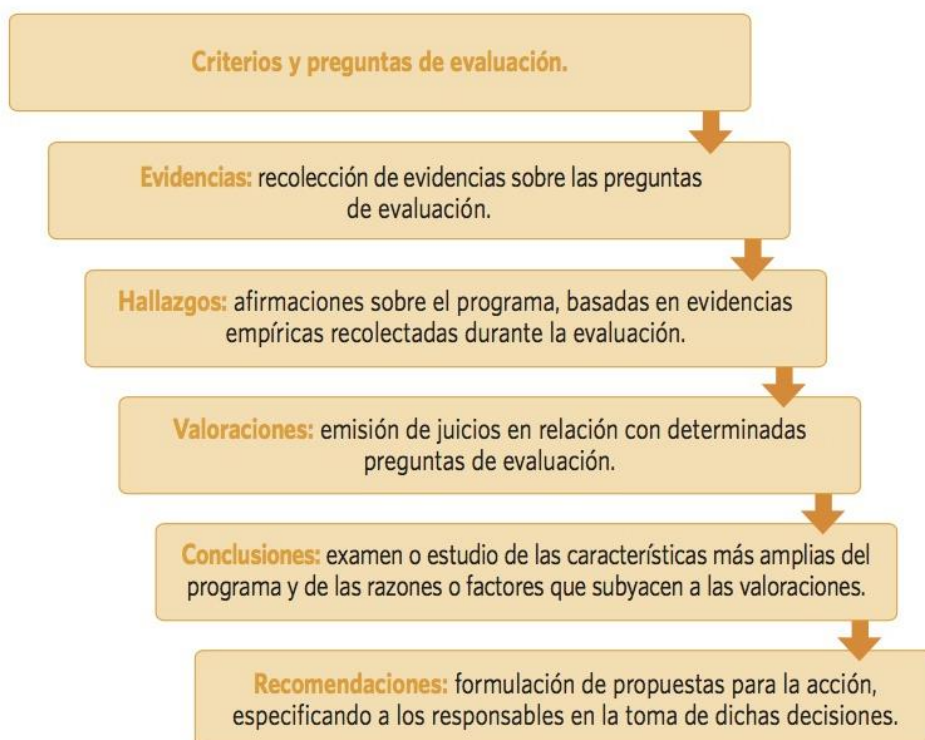 Criterios y preguntas de evaluación.
Evidencias: recolección de evidencias sobre las preguntas
de evaluación.
Hallazgos: afirmaciones sobre el programa, basadas en evidencias
empíricas recolectadas durante la evaluación.
Valoraciones: emisión de juicios en relación con determinadas
preguntas de evaluación.
Conclusiones: examen o estudio de las características más amplias del
programa y de las razones o factores que subyacen a las valoraciones.
Recomendaciones: formulación de propuestas para la acción,
especificando a los responsables en la toma de dichas decisiones.